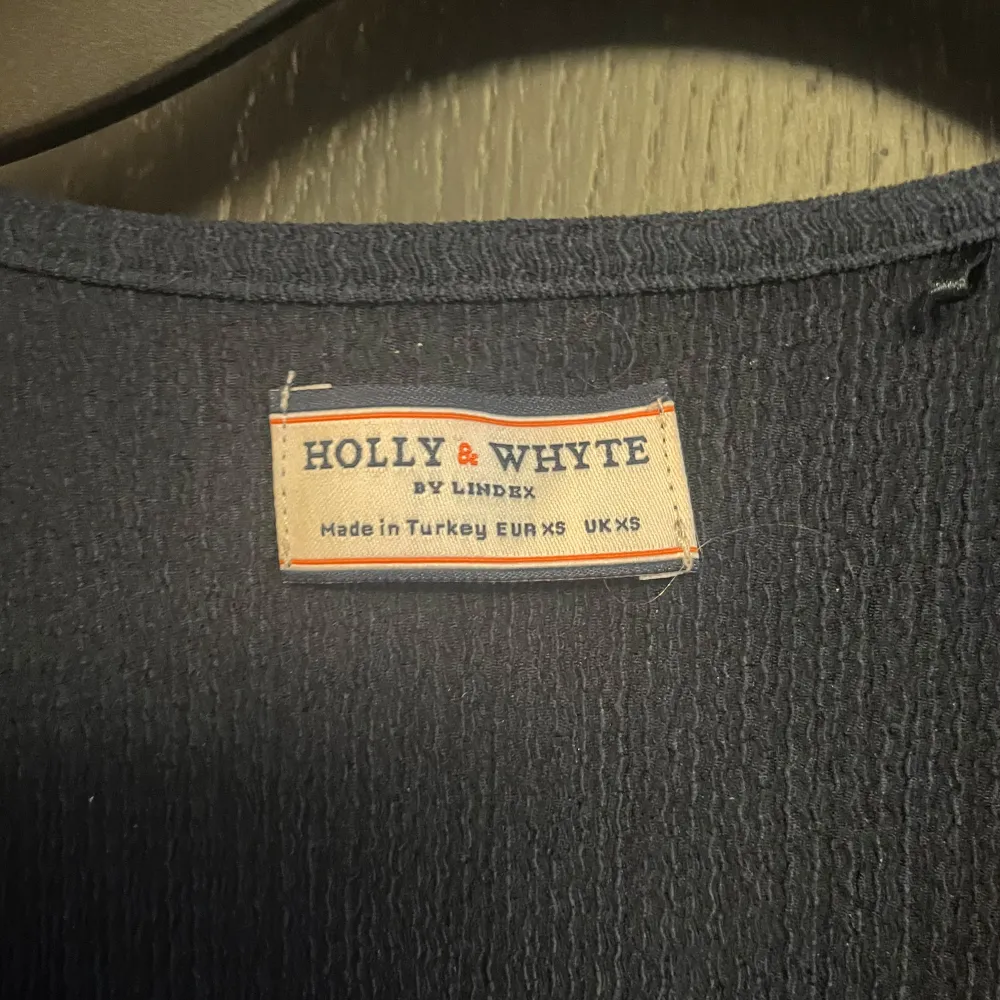 HOLLY & WHYTE
BY LINDEX
Made in Turkey EUR XS UK XS